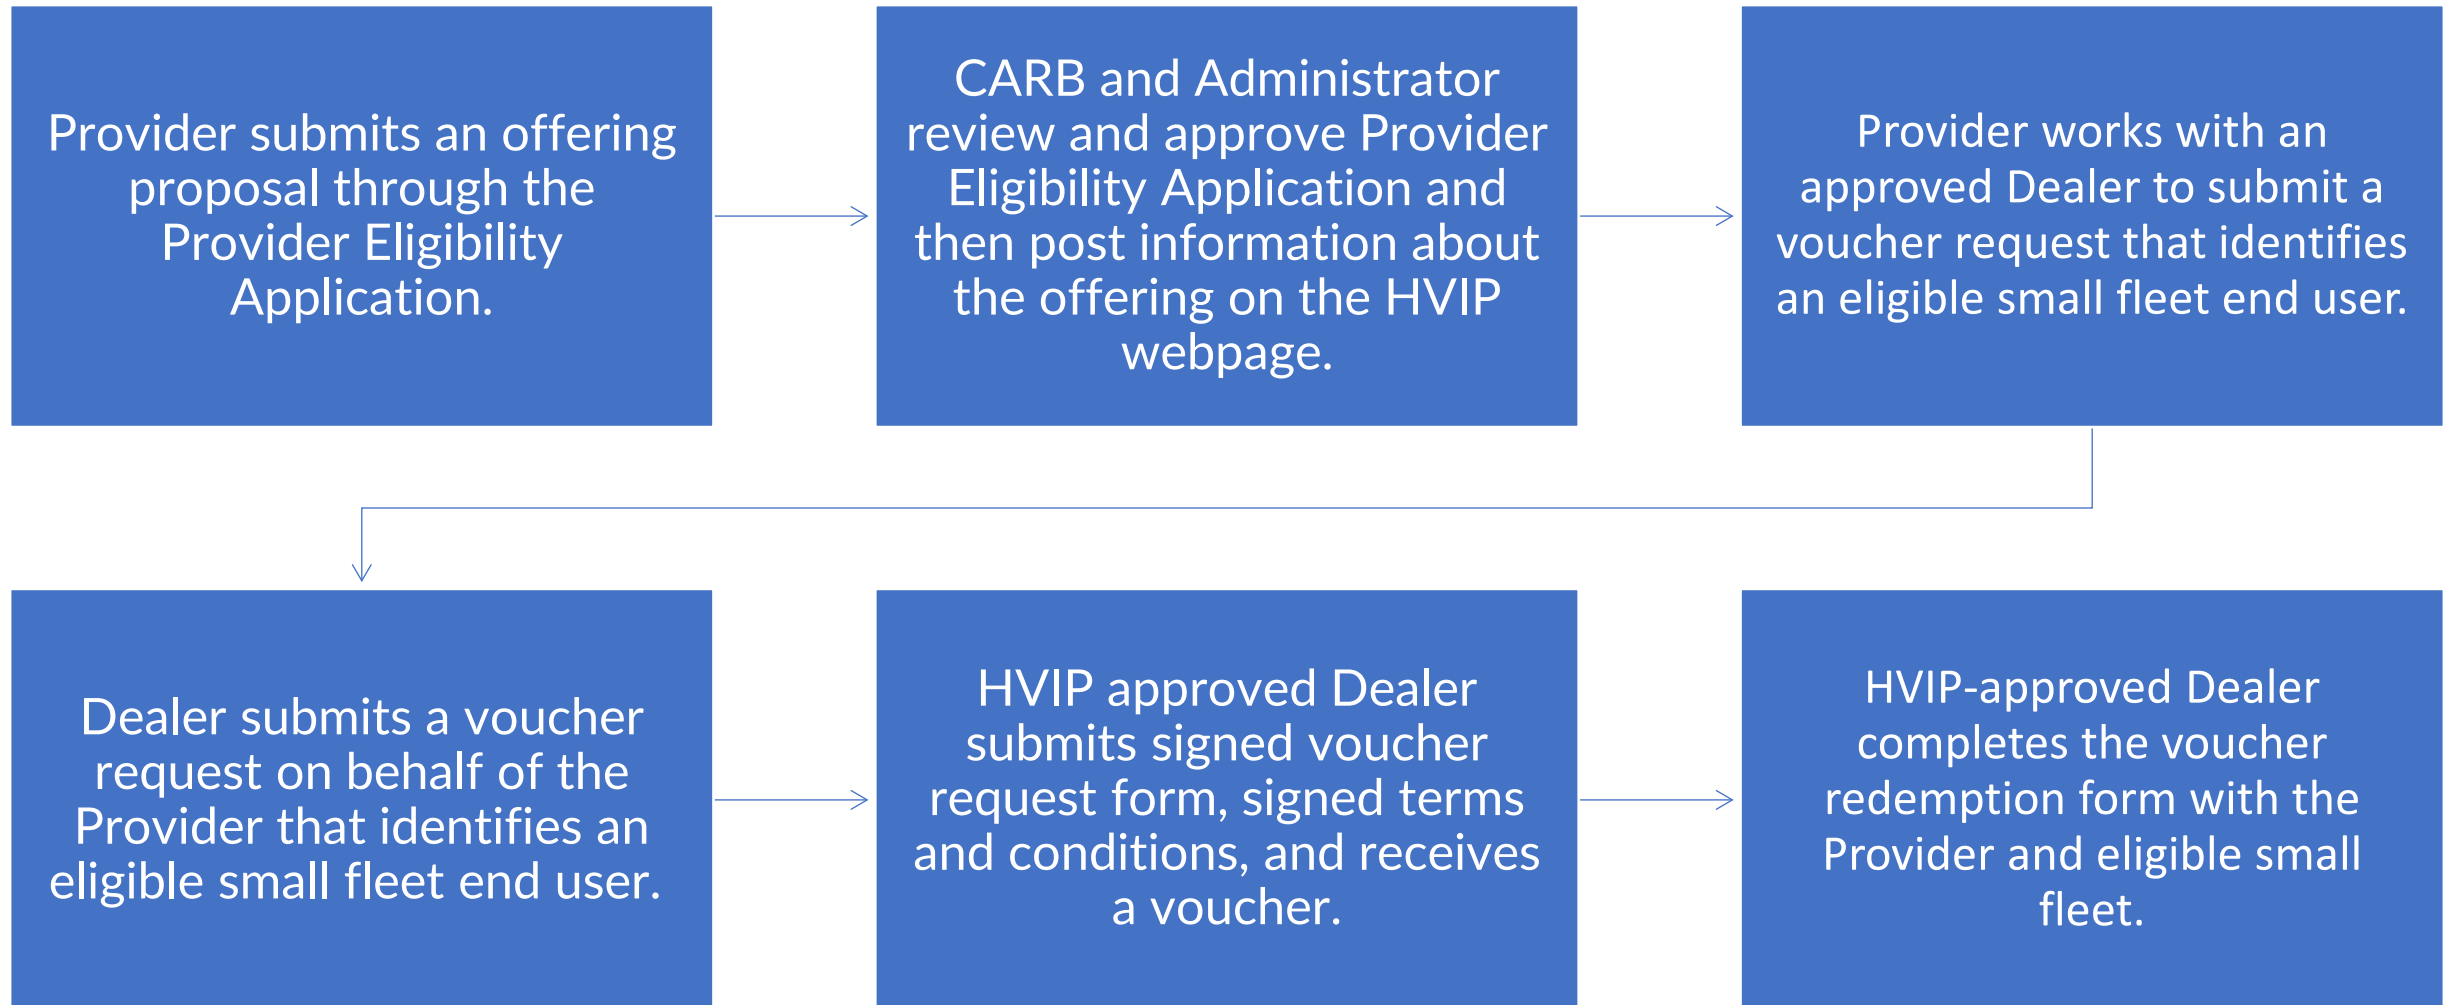 Provider submits an offering
proposal through the
Provider Eligibility
Application.
CARB and Administrator
review and approve Provider
Eligibility Application and
then post information about
the offering on the HVIP
webpage.
Provider works with an
approved Dealer to submit a
voucher request that identifies
an eligible small fleet end user.
Dealer submits a voucher
request on behalf of the
Provider that identifies an
eligible small fleet end user.
HVIP approved Dealer
submits signed voucher
request form, signed terms
and conditions, and receives
a voucher.
HVIP-approved Dealer
completes the voucher
redemption form with the
Provider and eligible small
fleet.